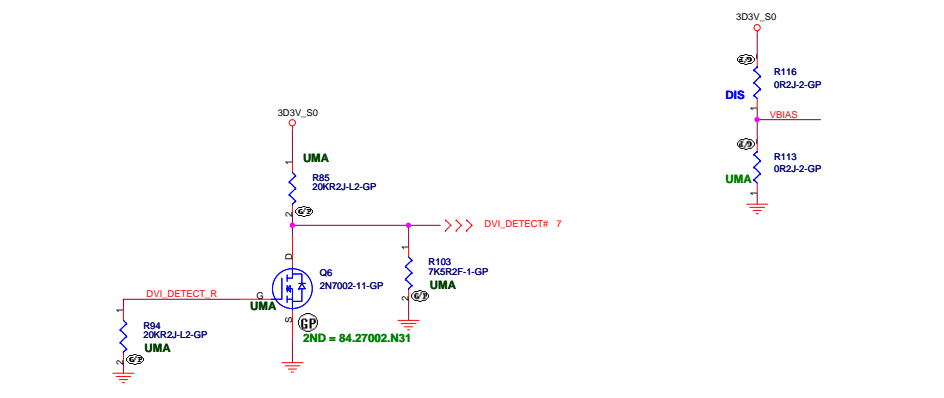 3D3V_S0
R116
0R2J-2-GP
DIS
1
VBIAS
R113
0R2J-2-GP
UMA
1
3D3V_S0
1
UMA
R85
20KR2J-L2-GP
2
DVI_DETECT# 7
1
D
R103
7K5R2F-1-GP
UMA
2
Q6
2N7002-11-GP
DVI_DETECT_R
G
UMA
S
GP
2ND = 84.27002.N31
1
R94
20KR2J-L2-GP
UMA
2